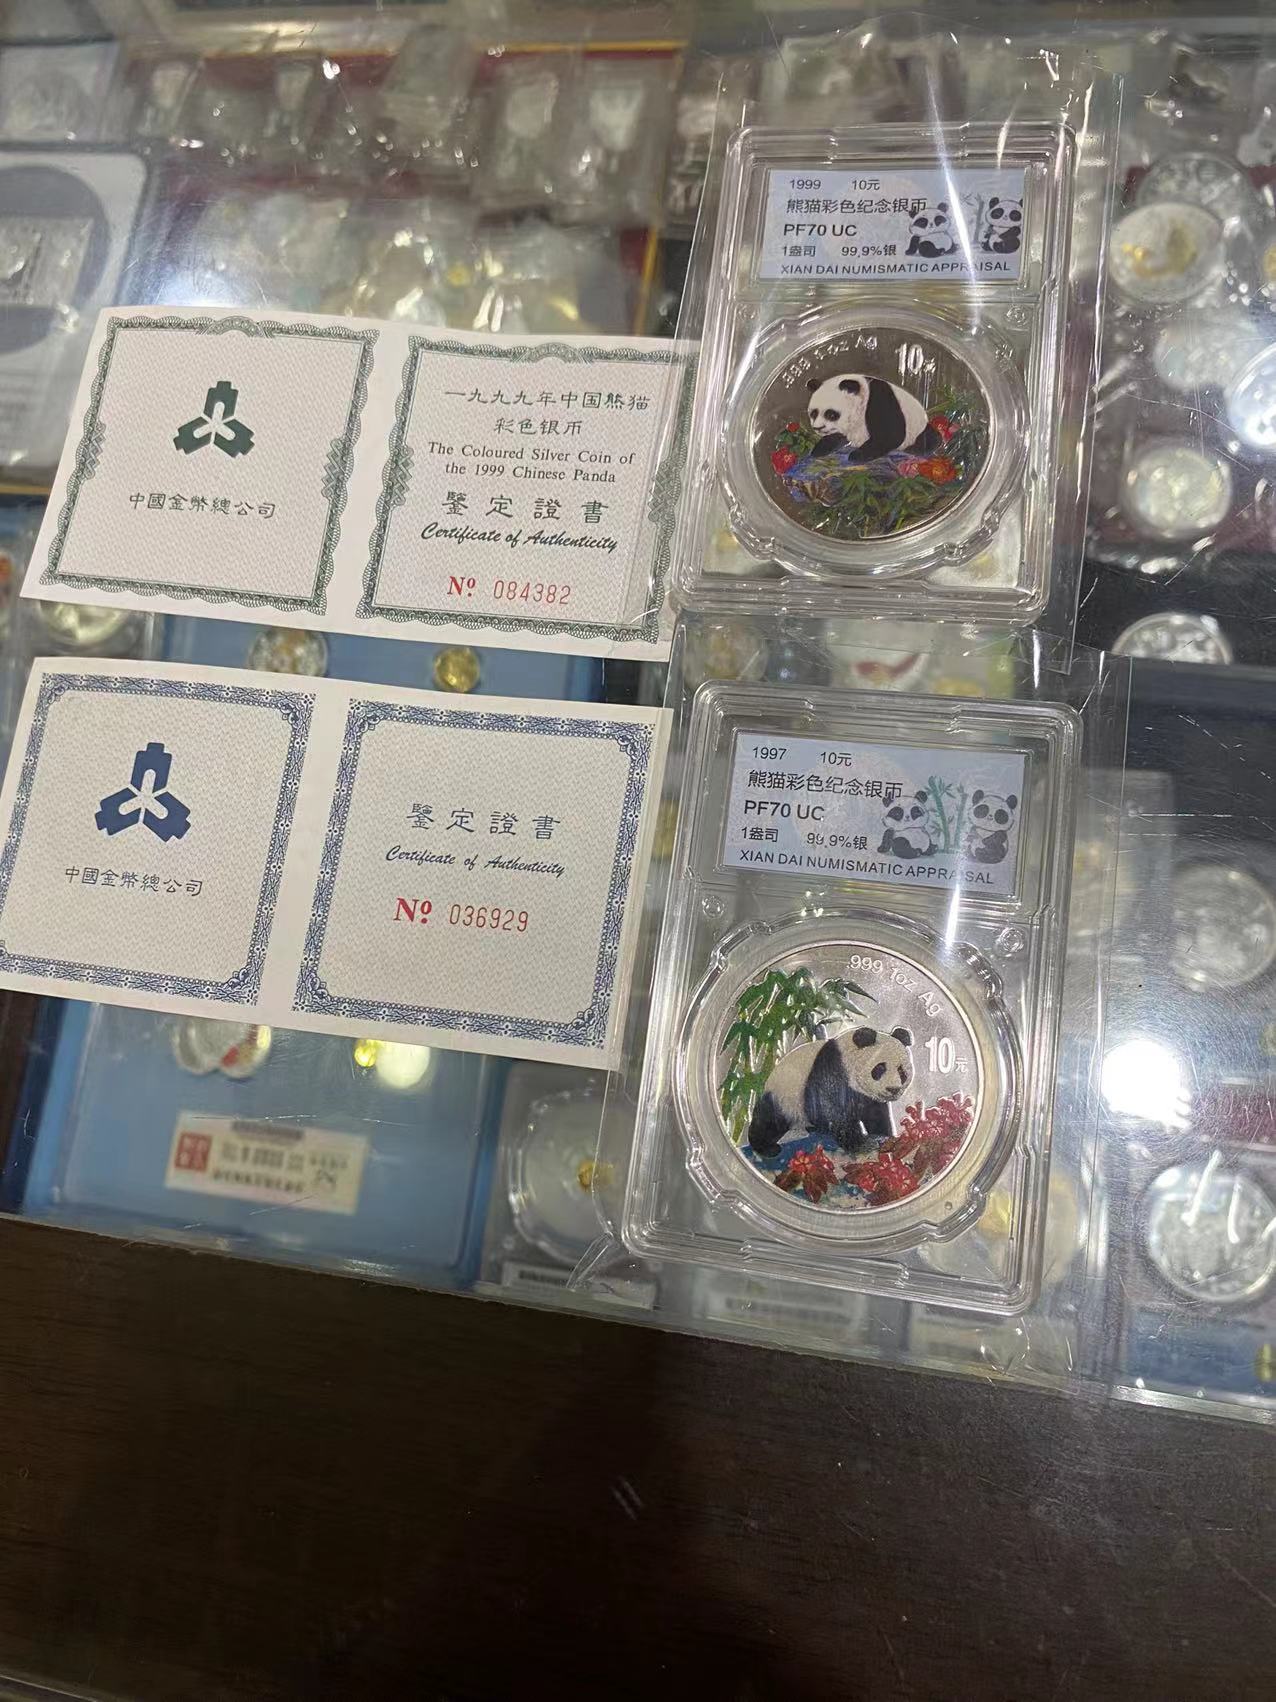 1999 10元
熊猫彩色纪念银币
PF70 UC
1盎司 99,9%银
XIAN DAI NUMISMATIC APPRAISAL
.999 1oz Ag 10元
中國金幣總公司
一九九九年中国熊猫
彩色银币
The Coloured Silver Coin of
the 1999 Chinese Panda
鑒定證書
Certificate of Authenticity
Nº 084382
1997 10元
熊猫彩色纪念银币
PF70 UC
1盎司 99,9%银
XIAN DAI NUMISMATIC APPRAISAL
.999 1oz Ag
10元
中國金幣總公司
鑒定證書
Certificate of Authenticity
Nº 036929